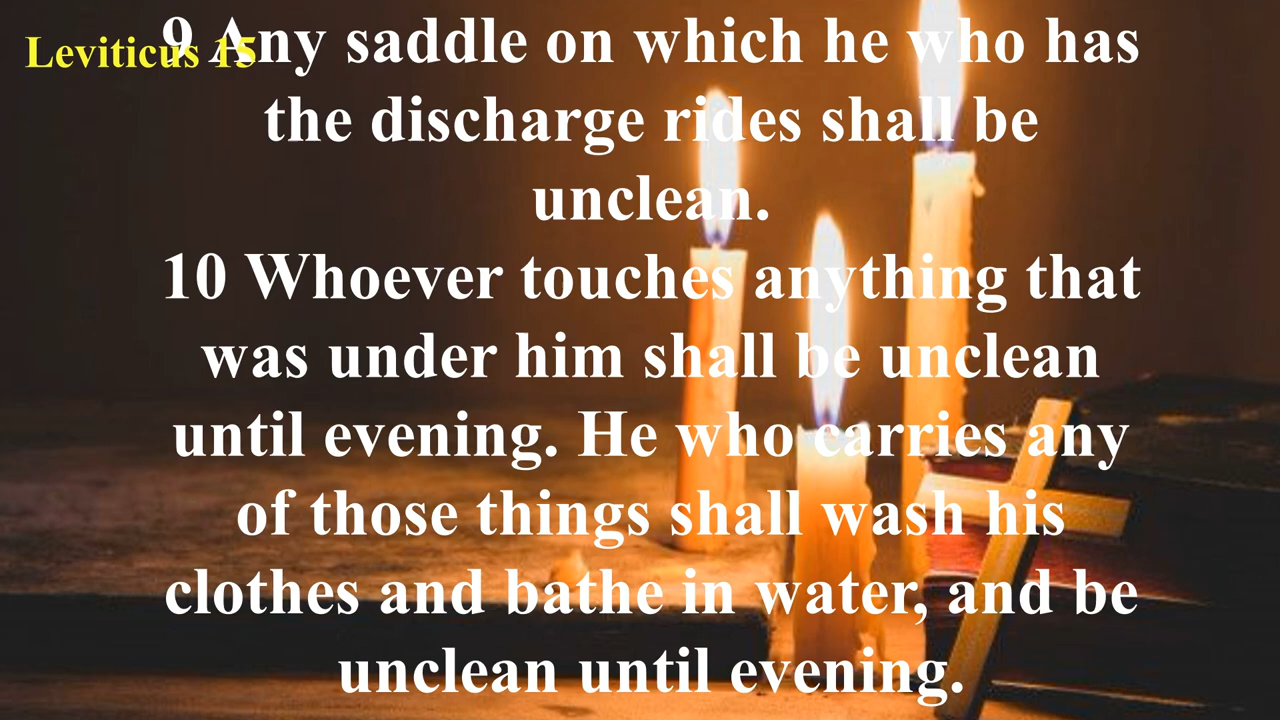 Leviticus 15
9 Any saddle on which he who has
the discharge rides shall be
unclean.
10 Whoever touches anything that
was under him shall be unclean
until evening. He who carries any
of those things shall wash his
clothes and bathe in water, and be
unclean until evening.